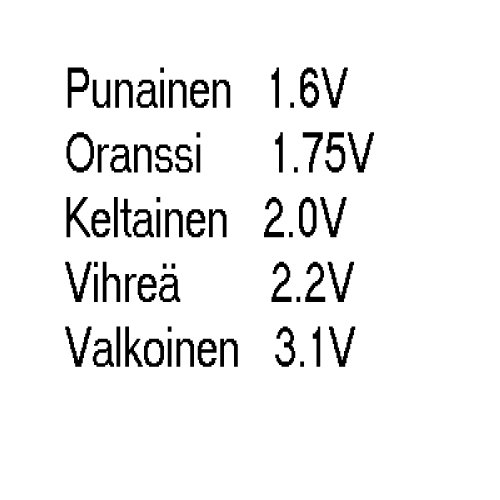 Punainen 1.6V
Oranssi 1.75V
Keltainen 2.0V
Vihreä 2.2V
Valkoinen 3.1V